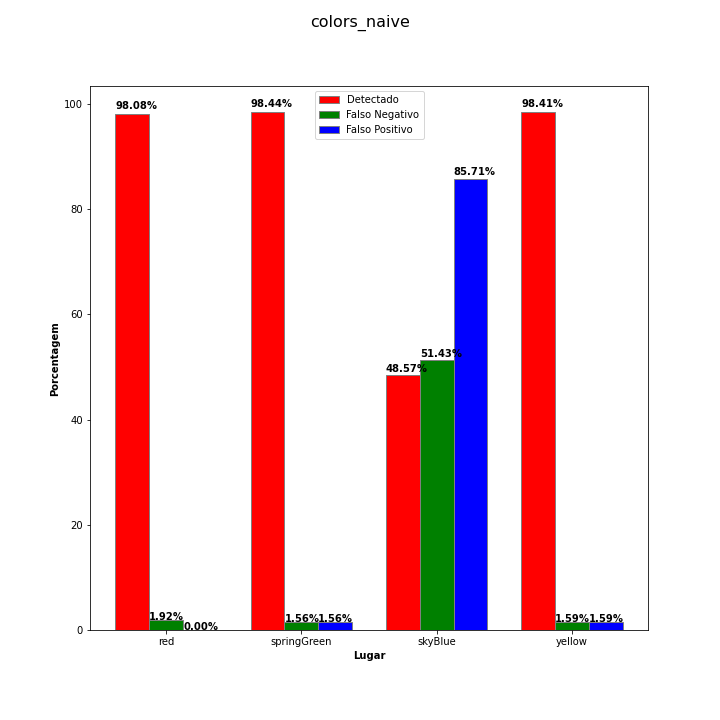 colors_naive
Detectado
Falso Negativo
Falso Positivo
100
80
60
40
20
0
Porcentagem
98.08%
1.92%
0.00%
98.44%
1.56%
1.56%
48.57%
51.43%
85.71%
98.41%
1.59%
1.59%
red
springGreen
skyBlue
yellow
Lugar